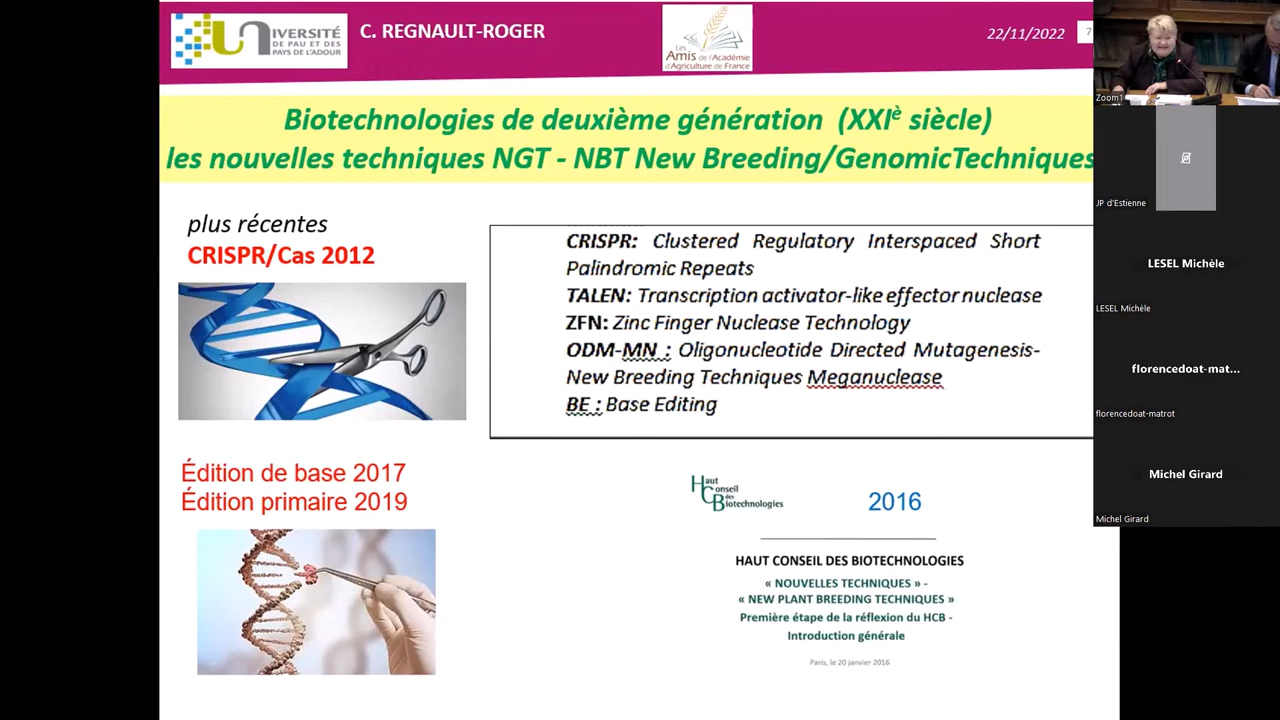 UNIVERSITÉ
DE PAU ET DES
PAYS DE L'ADOUR
C. REGNAULT-ROGER
Les
Amis de l'Académie
d'Agriculture de France
22/11/2022
7
Biotechnologies de deuxième génération (XXIè siècle)
les nouvelles techniques NGT - NBT New Breeding/GenomicTechniques
plus récentes
CRISPR/Cas 2012
CRISPR: Clustered Regulatory Interspaced Short
Palindromic Repeats
TALEN: Transcription activator-like effector nuclease
ZFN: Zinc Finger Nuclease Technology
ODM-MN : Oligonucleotide Directed Mutagenesis-
New Breeding Techniques Meganuclease
BE : Base Editing
Édition de base 2017
Édition primaire 2019
Haut
Conseil
des
Biotechnologies
2016
HAUT CONSEIL DES BIOTECHNOLOGIES
« NOUVELLES TECHNIQUES » -
« NEW PLANT BREEDING TECHNIQUES »
Première étape de la réflexion du HCB -
Introduction générale
Paris, le 20 janvier 2016
Zoom1
JP d'Estienne
LESEL Michèle
LESEL Michèle
florencedoat-mat...
florencedoat-matrot
Michel Girard
Michel Girard